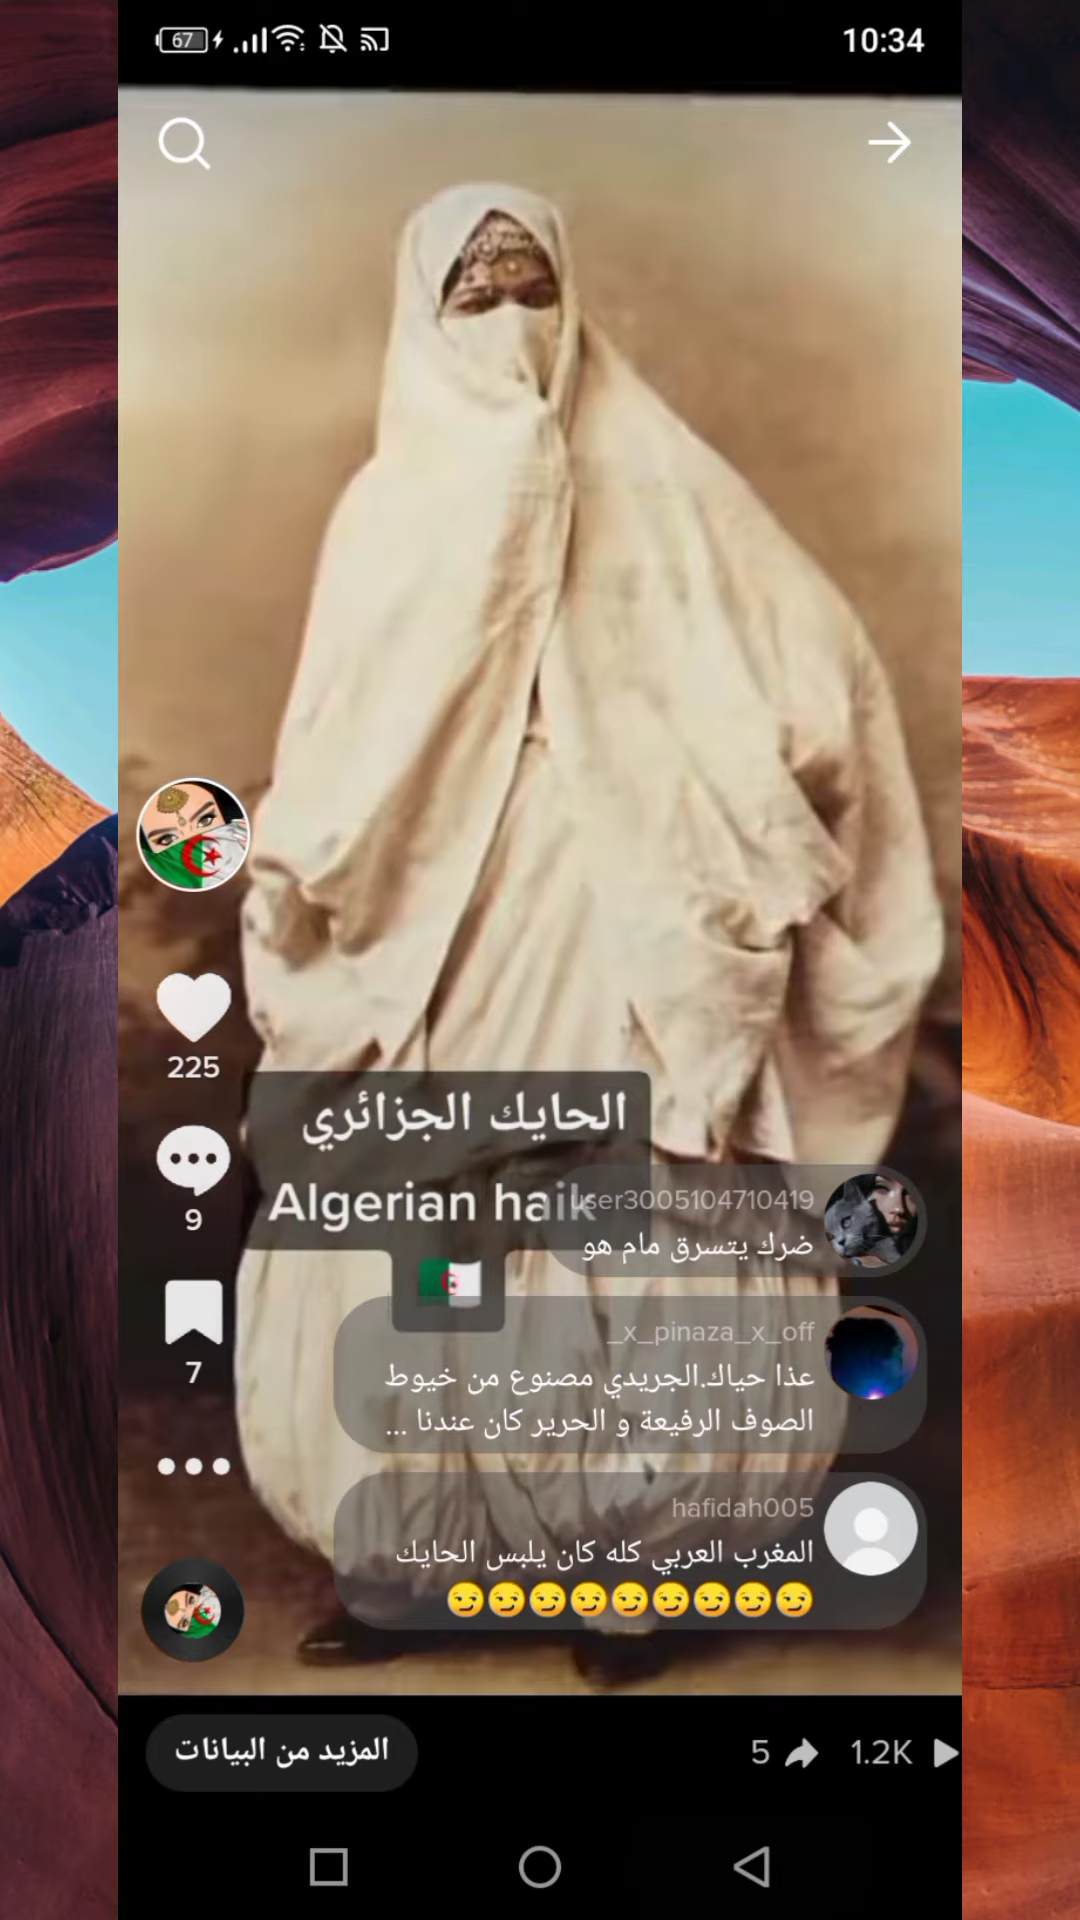 67
10:34
225
الحايك الجزائري
Algerian haik
9
user3005104710419
ضرك يتسرق مام هو
_x_pinaza_x_off
عذا حياك.الجريدي مصنوع من خيوط
الصوف الرفيعة و الحرير كان عندنا ...
7
hafidah005
المغرب العربي كله كان يلبس الحايك
😏😏😏😏😏😏😏😏😏
المزيد من البيانات
5
1.2K